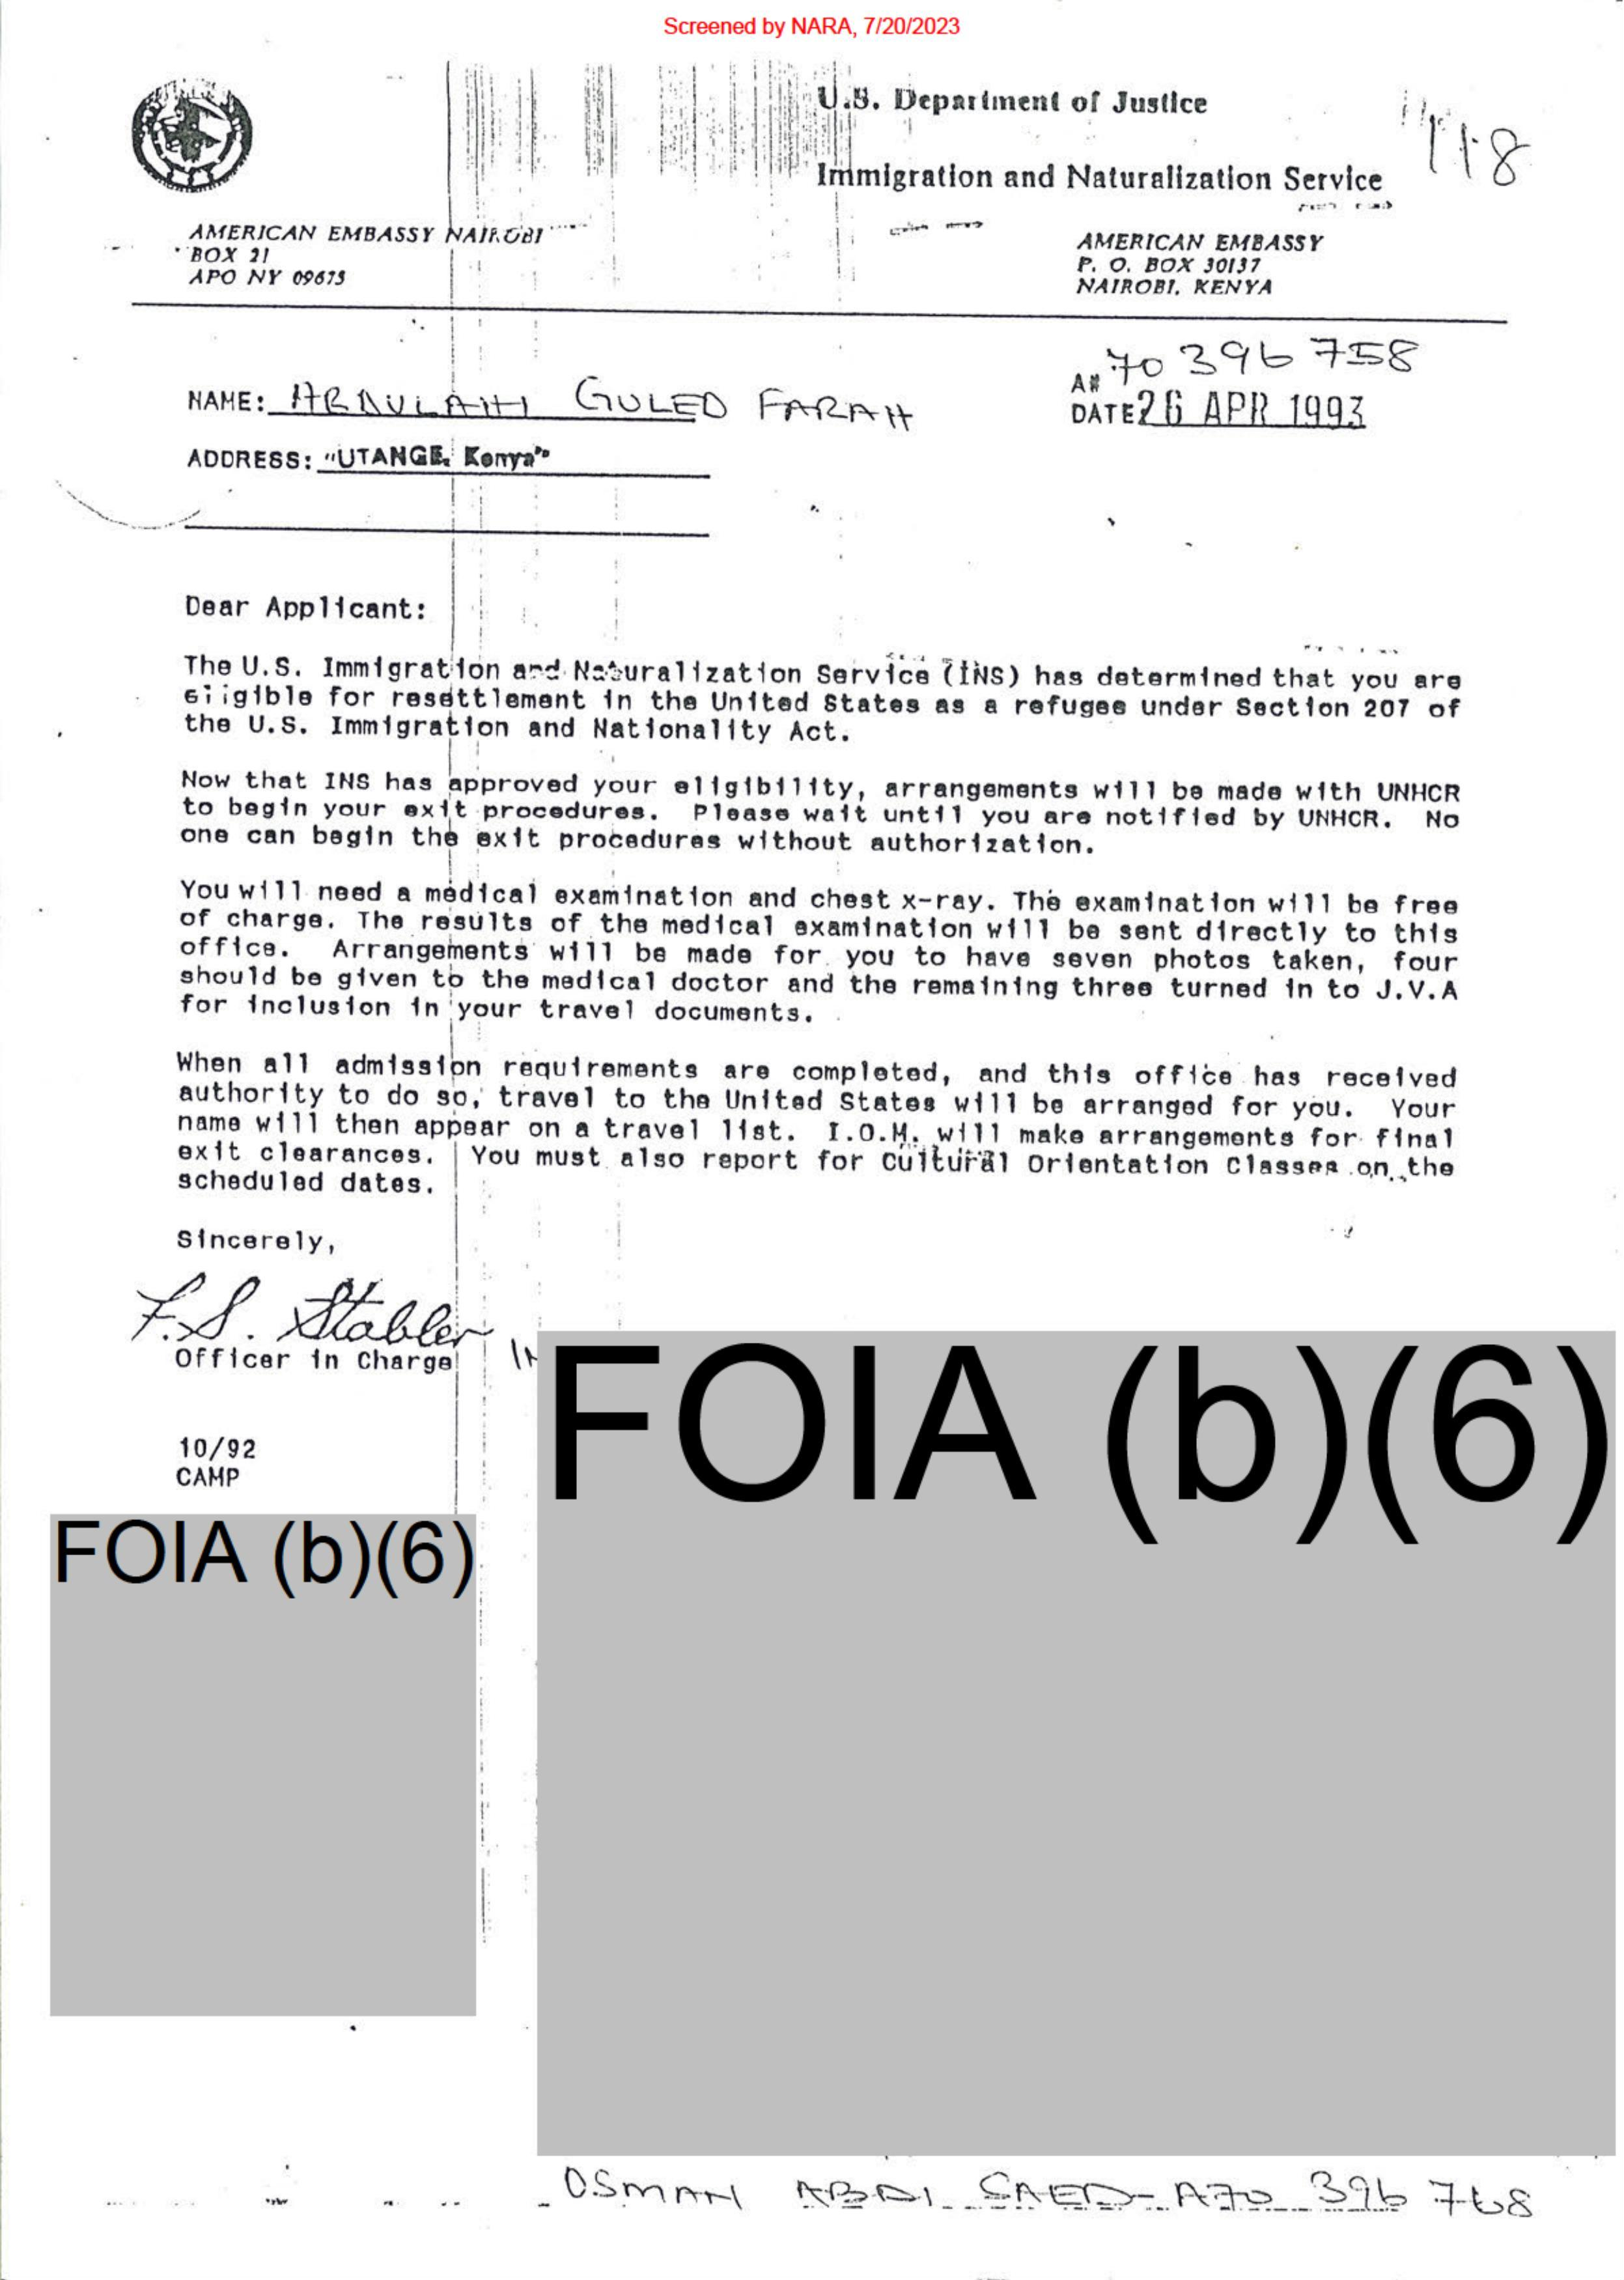 Screened by NARA, 7/20/2023
U.S. Department of Justice
118
Immigration and Naturalization Service
AMERICAN EMBASSY NAIROBI
BOX 21
APO NY 09675
AMERICAN EMBASSY
P. O. BOX 30137
NAIROBI, KENYA
A# 70 396 758
NAME: ABDULAHI GULED FARAH
DATE 26 APR 1993
ADDRESS: "UTANGE, Kenya"
Dear Applicant:
The U.S. Immigration and Naturalization Service (INS) has determined that you are
eligible for resettlement in the United States as a refugee under Section 207 of
the U.S. Immigration and Nationality Act.
Now that INS has approved your eligibility, arrangements will be made with UNHCR
to begin your exit procedures. Please wait until you are notified by UNHCR. No
one can begin the exit procedures without authorization.
You will need a medical examination and chest x-ray. The examination will be free
of charge. The results of the medical examination will be sent directly to this
office. Arrangements will be made for you to have seven photos taken, four
should be given to the medical doctor and the remaining three turned in to J.V.A
for inclusion in your travel documents.
When all admission requirements are completed, and this office has received
authority to do so, travel to the United States will be arranged for you. Your
name will then appear on a travel list. I.O.M. will make arrangements for final
exit clearances. You must also report for Cultural Orientation Classes on the
scheduled dates.
Sincerely,
F.S. Stabler
Officer in Charge
10/92
CAMP
FOIA (b)(6)
FOIA (b)(6)
OSMAN ABDI SAED - A70 396 768